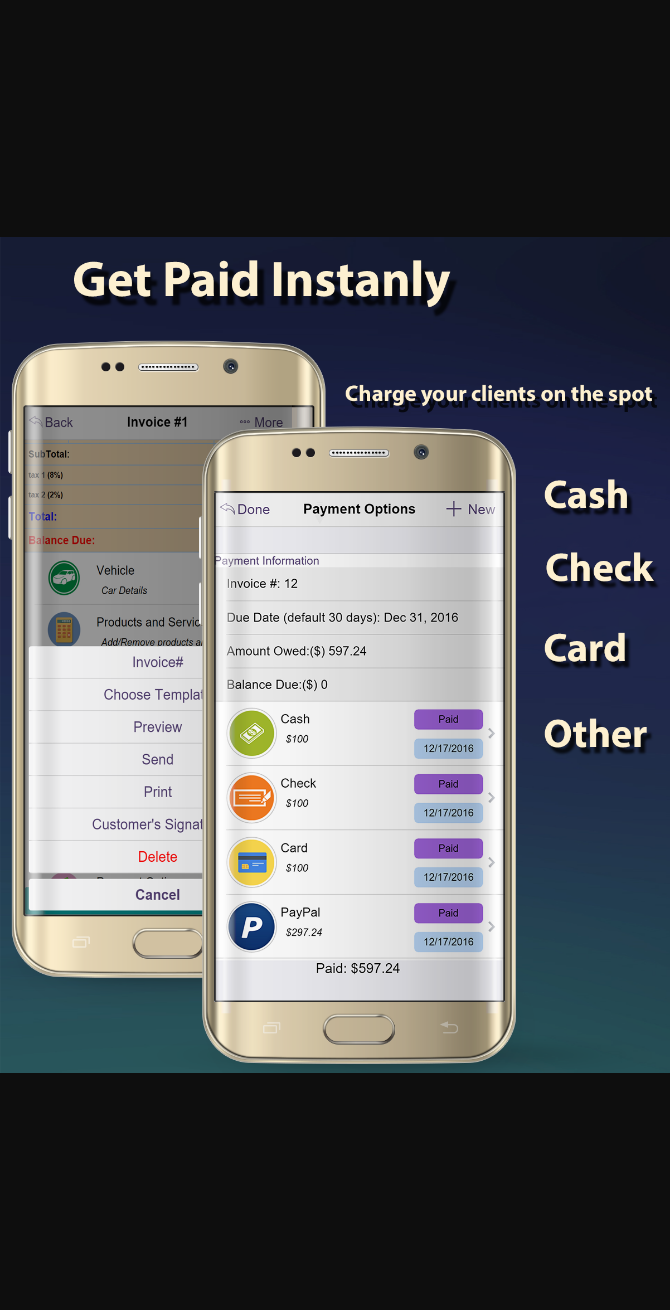 Get Paid Instanly
Charge your clients on the spot
Cash
Check
Card
Other
Back
Invoice #1
More
SubTotal:
tax 1 (8%)
tax 2 (2%)
Total:
Balance Due:
Vehicle
Car Details
Products and Servic
Add/Remove products a
Invoice#
Choose Templat
Preview
Send
Print
Customer's Signat
Delete
Cancel
Done
Payment Options
New
Payment Information
Invoice #: 12
Due Date (default 30 days): Dec 31, 2016
Amount Owed:($) 597.24
Balance Due:($) 0
Cash
Paid
$100
12/17/2016
Check
Paid
$100
12/17/2016
Card
Paid
$100
12/17/2016
PayPal
Paid
$297.24
12/17/2016
Paid: $597.24